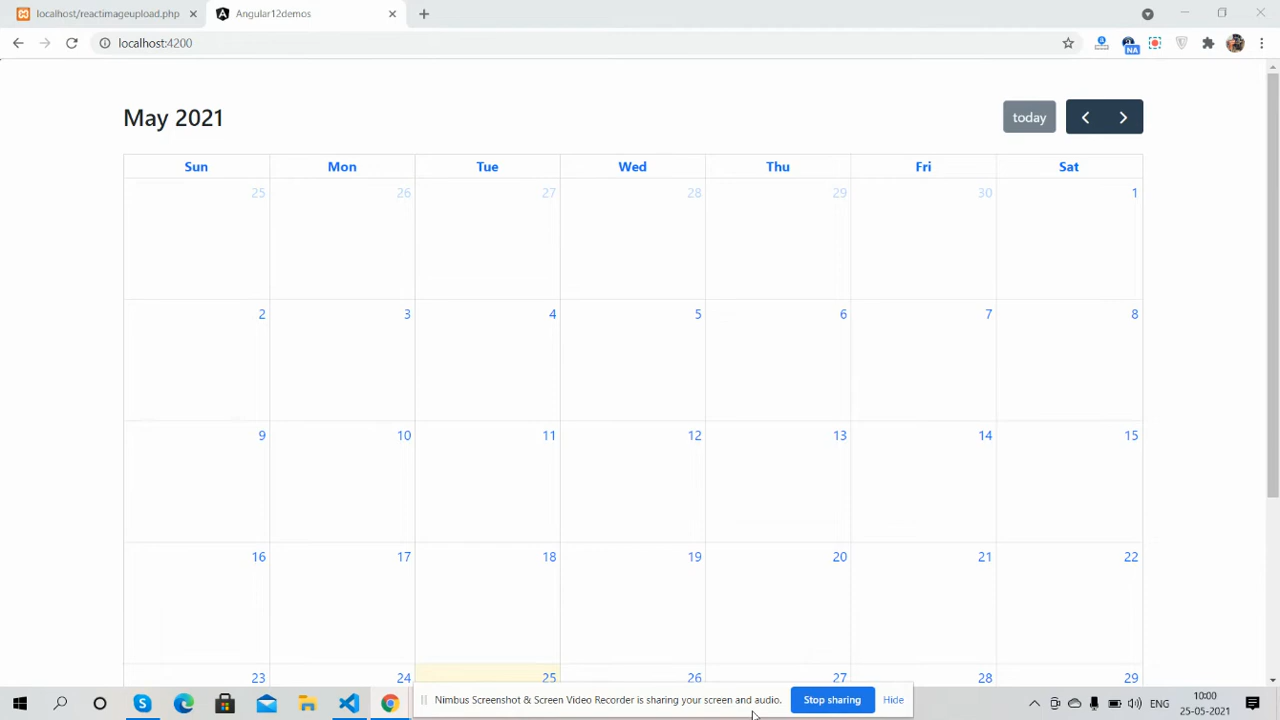 localhost/reactimageupload.php
Angular12demos
localhost:4200
NA
May 2021
today
Sun Mon Tue Wed Thu Fri Sat
25 26 27 28 29 30 1
2 3 4 5 6 7 8
9 10 11 12 13 14 15
16 17 18 19 20 21 22
23 24 25 26 27 28 29
Nimbus Screenshot & Screen Video Recorder is sharing your screen and audio. Stop sharing Hide
ENG 10:00
25-05-2021